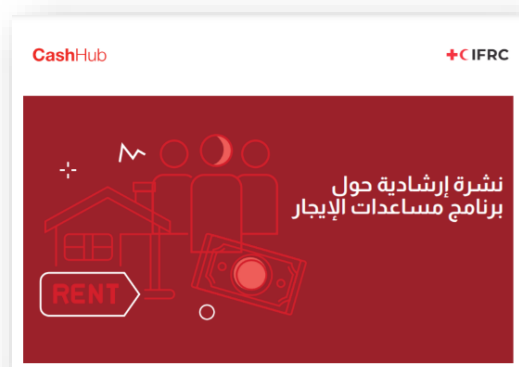 CashHub
IFRC
نشرة إرشادية حول
برنامج مساعدات الإيجار
RENT